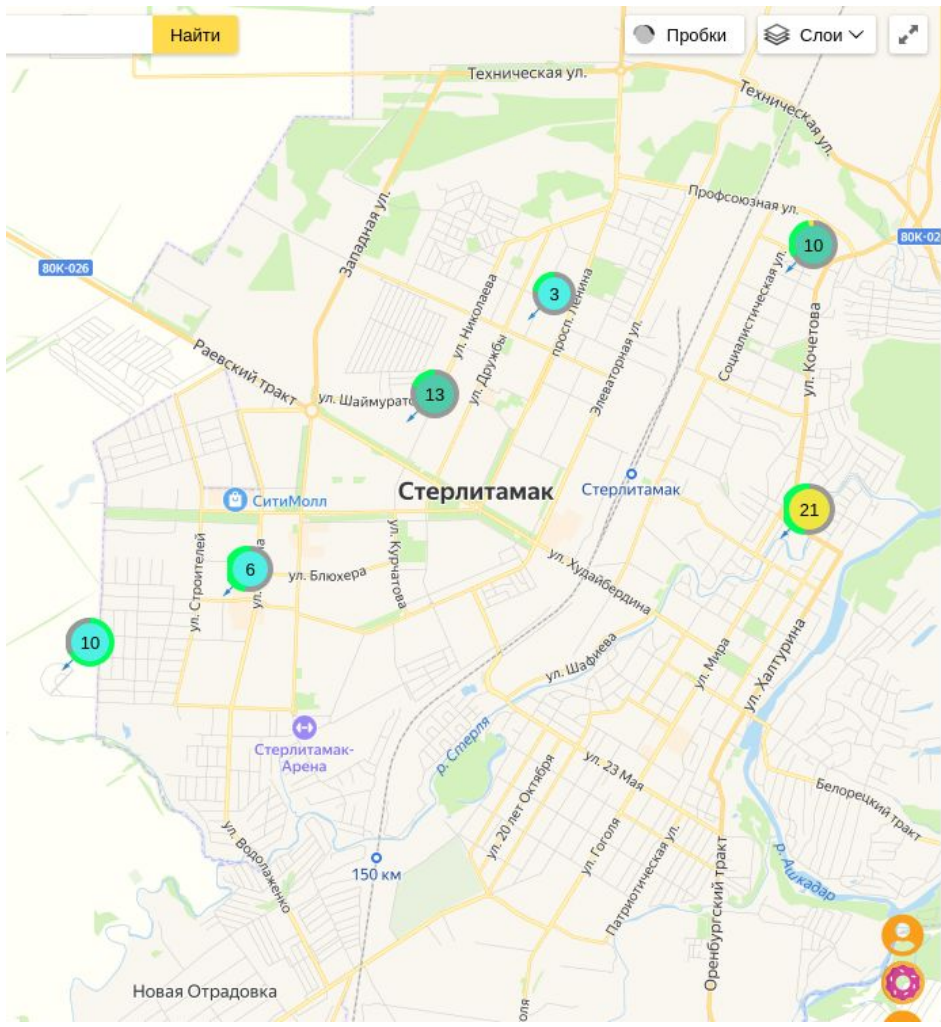 Найти
Пробки
Слои
Техническая ул.
Техническая ул.
Профсоюзная ул.
Западная ул.
80К-026
80К-02
10
3
ул. Николаева
просп. Ленина
Социалистическая ул.
ул. Кочетова
Раевский тракт
ул. Дружбы
Элеваторная ул.
ул. Шаймурато
13
Стерлитамак
Стерлитамак
СитиМолл
21
ул. Строителей
ул. Курчатова
6
ул. Блюхера
ул. Худайбердина
10
ул. Шафиева
ул. Мира
ул. Халтурина
Стерлитамак-
Арена
р. Стерля
ул. 23 Мая
ул. 20 лет Октября
Белорецкий тракт
ул. Водолаженко
150 км
ул. Гоголя
Патриотическая ул.
Оренбургский тракт
р. Ашкадар
Новая Отрадовка